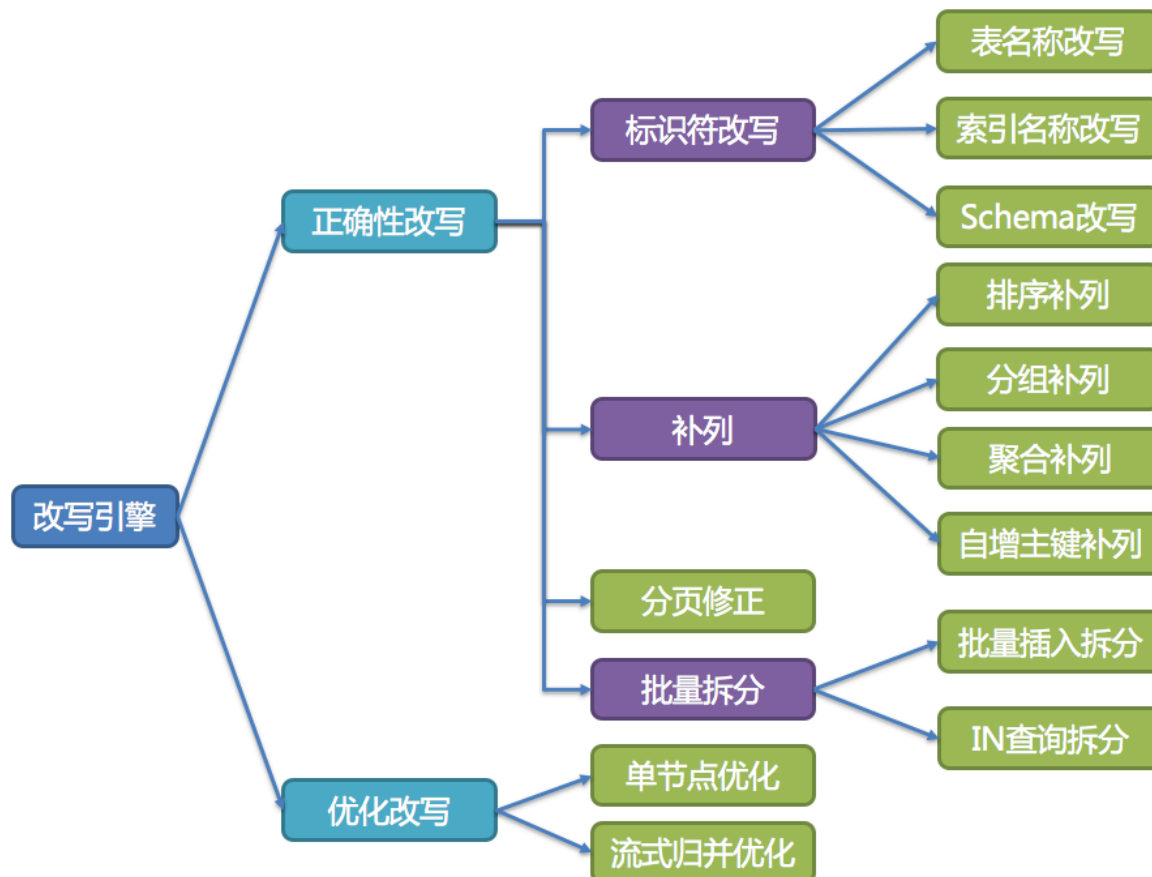 改写引擎
正确性改写
标识符改写
表名称改写
索引名称改写
Schema改写
补列
排序补列
分组补列
聚合补列
自增主键补列
分页修正
批量拆分
批量插入拆分
IN查询拆分
优化改写
单节点优化
流式归并优化